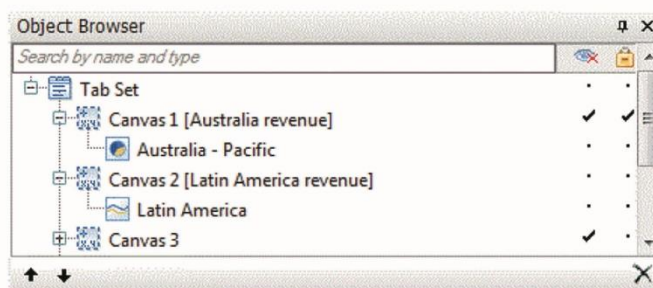 Object Browser
Search by name and type
Tab Set
Canvas 1 [Australia revenue]
Australia - Pacific
Canvas 2 [Latin America revenue]
Latin America
Canvas 3